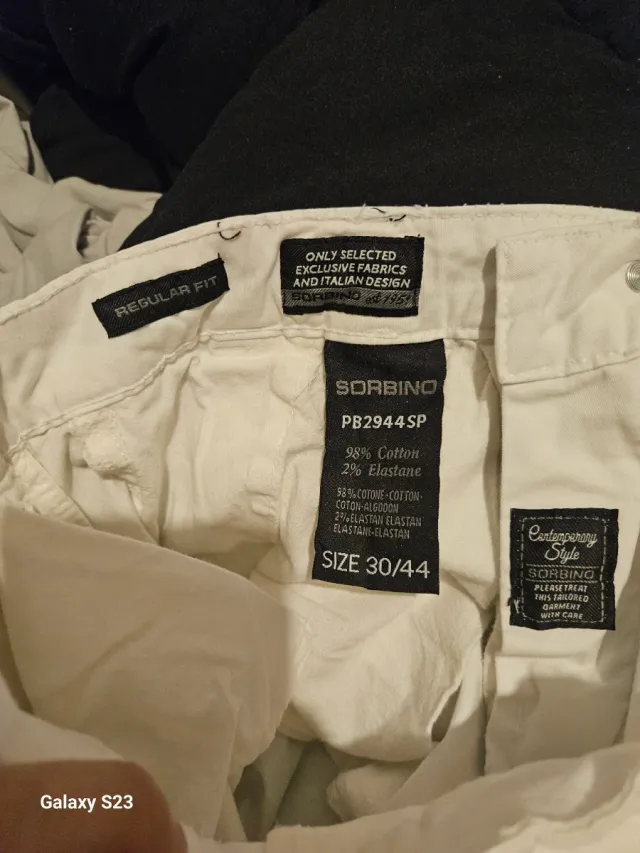 REGULAR FIT
ONLY SELECTED
EXCLUSIVE FABRICS
AND ITALIAN DESIGN
SORBINO est 1951
SORBINO
PB2944SP
98% Cotton
2% Elastane
98%COTONE-COTTON-
COTON-ALGODON
2%ELASTAN ELASTAN
ELASTANE-ELASTAN
SIZE 30/44
Contemporary
Style
SORBINO
PLEASE TREAT
THIS TAILORED
GARMENT
WITH CARE
Galaxy S23